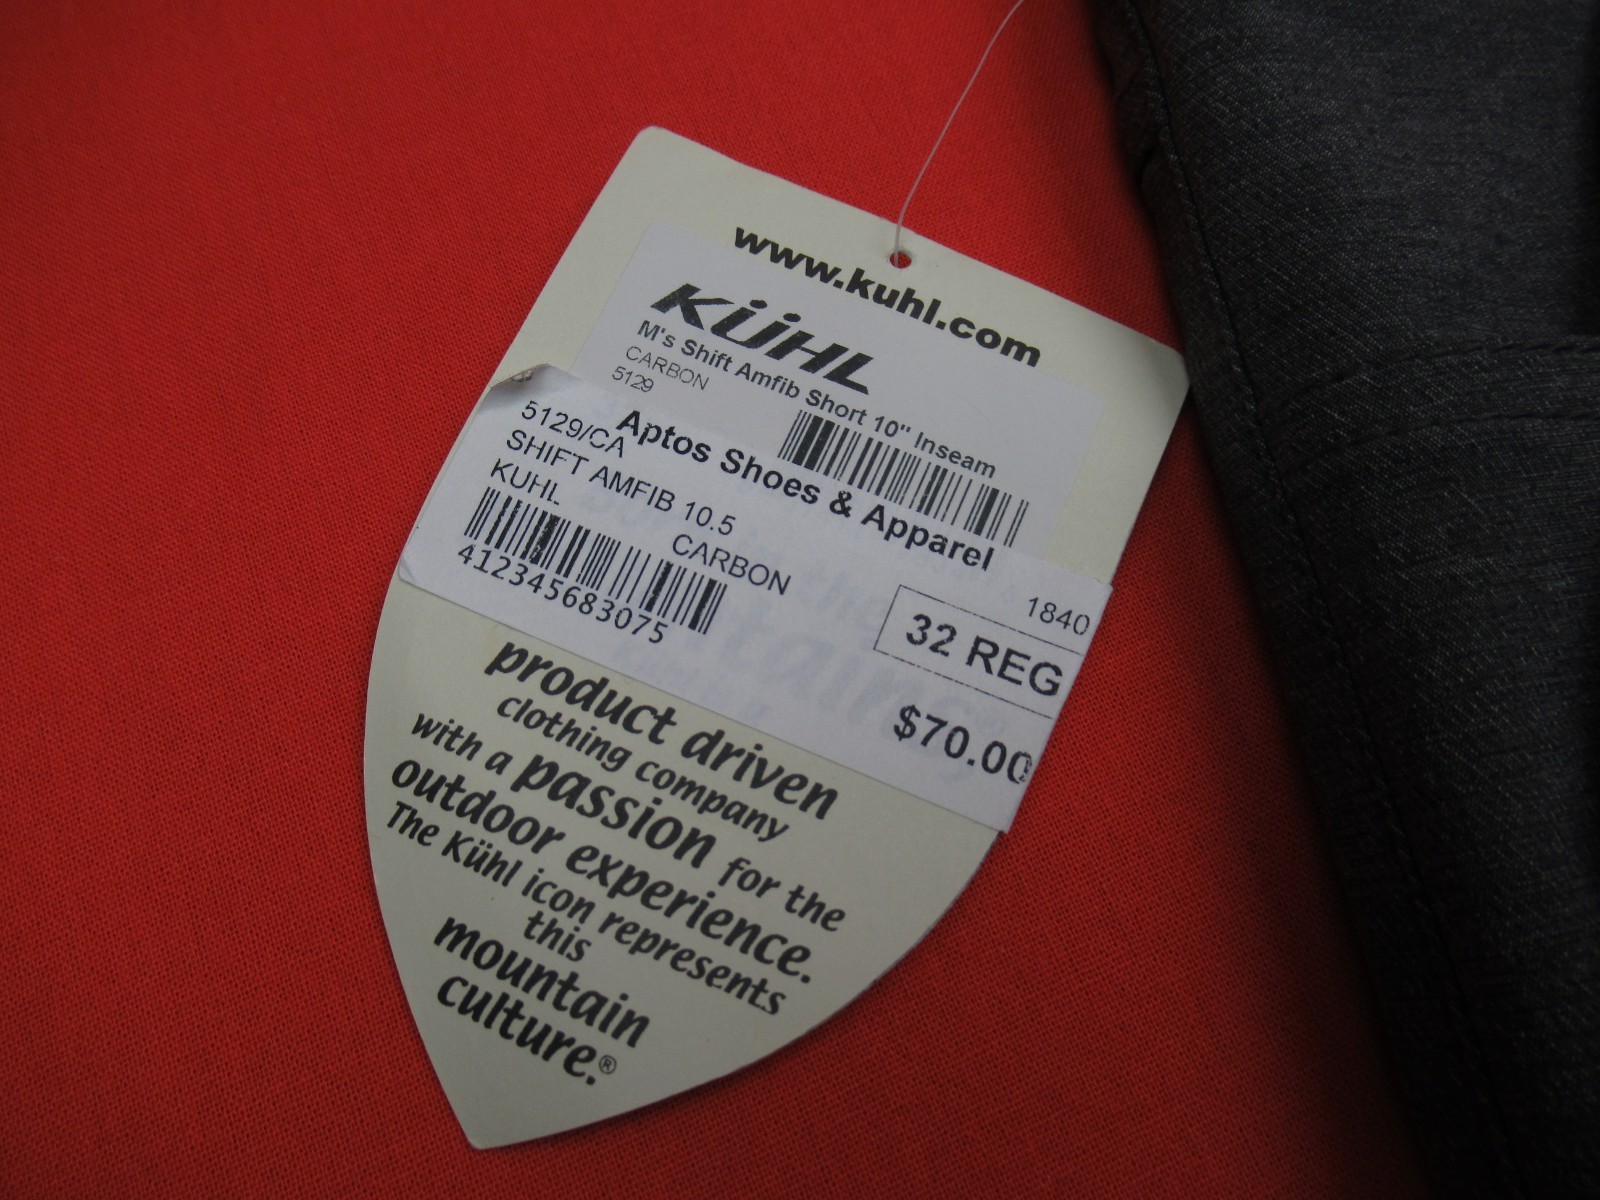 www.kuhl.com
KÜHL
M's Shift Amfib Short 10" Inseam
CARBON
5129
Aptos Shoes & Apparel
5129/CA
SHIFT AMFIB 10.5
KUHL
CARBON
412345683075
1840
32 REG
$70.00
product driven
clothing company
with a passion for the
outdoor experience.
The Kühl icon represents
this
mountain
culture.®